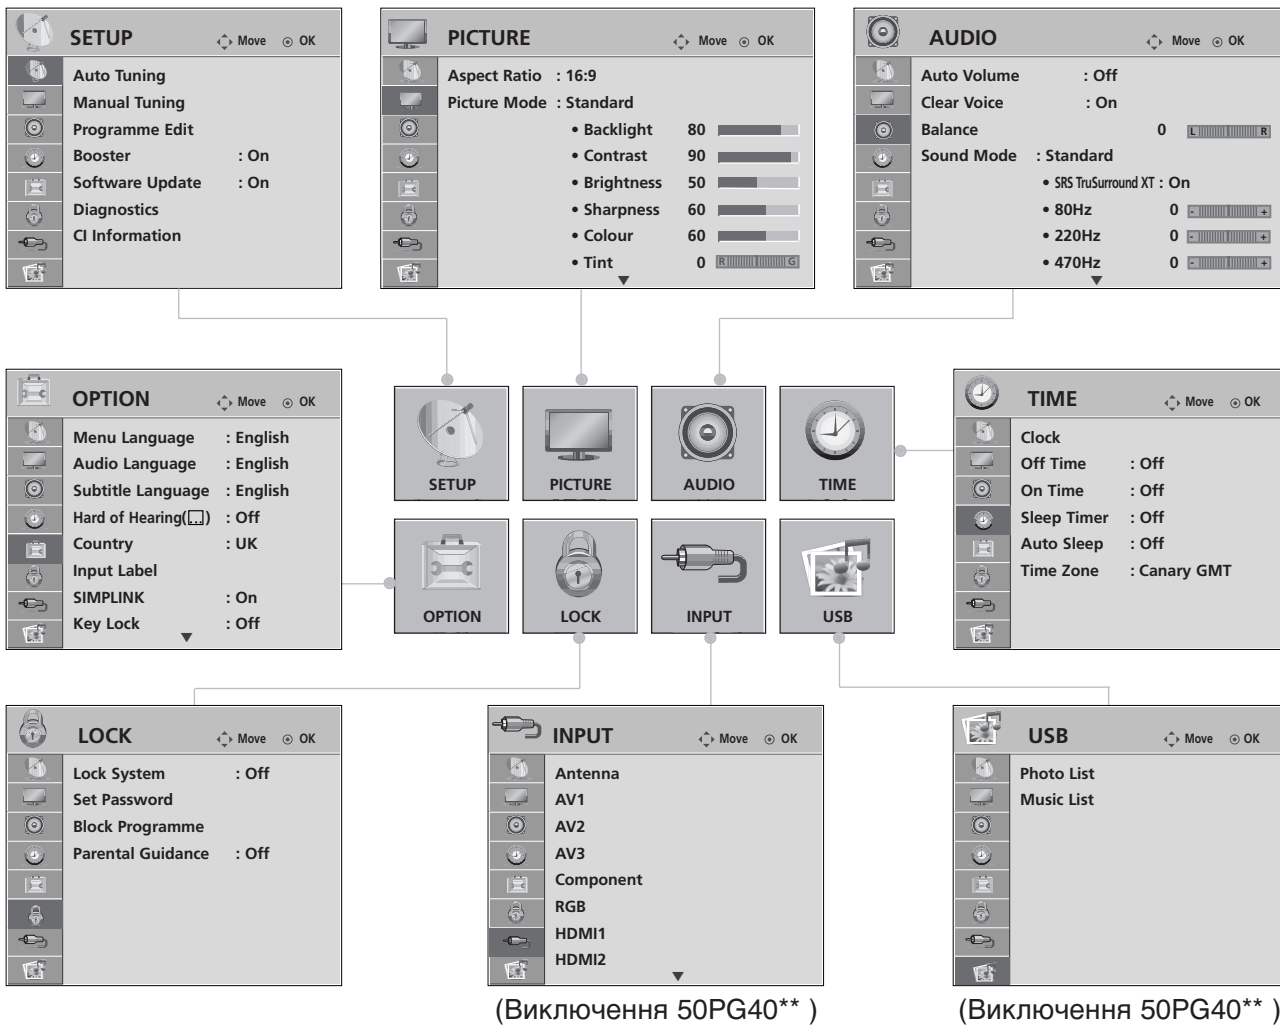 SETUP Move OK
Auto Tuning
Manual Tuning
Programme Edit
Booster : On
Software Update : On
Diagnostics
CI Information
PICTURE Move OK
Aspect Ratio : 16:9
Picture Mode : Standard
• Backlight 80
• Contrast 90
• Brightness 50
• Sharpness 60
• Colour 60
• Tint 0 R G
AUDIO Move OK
Auto Volume : Off
Clear Voice : On
Balance 0 L R
Sound Mode : Standard
• SRS TruSurround XT : On
• 80Hz 0 - +
• 220Hz 0 - +
• 470Hz 0 - +
OPTION Move OK
Menu Language : English
Audio Language : English
Subtitle Language : English
Hard of Hearing(...) : Off
Country : UK
Input Label
SIMPLINK : On
Key Lock : Off
SETUP PICTURE AUDIO TIME
OPTION LOCK INPUT USB
TIME Move OK
Clock
Off Time : Off
On Time : Off
Sleep Timer : Off
Auto Sleep : Off
Time Zone : Canary GMT
LOCK Move OK
Lock System : Off
Set Password
Block Programme
Parental Guidance : Off
INPUT Move OK
Antenna
AV1
AV2
AV3
Component
RGB
HDMI1
HDMI2
(Виключення 50PG40** )
USB Move OK
Photo List
Music List
(Виключення 50PG40** )